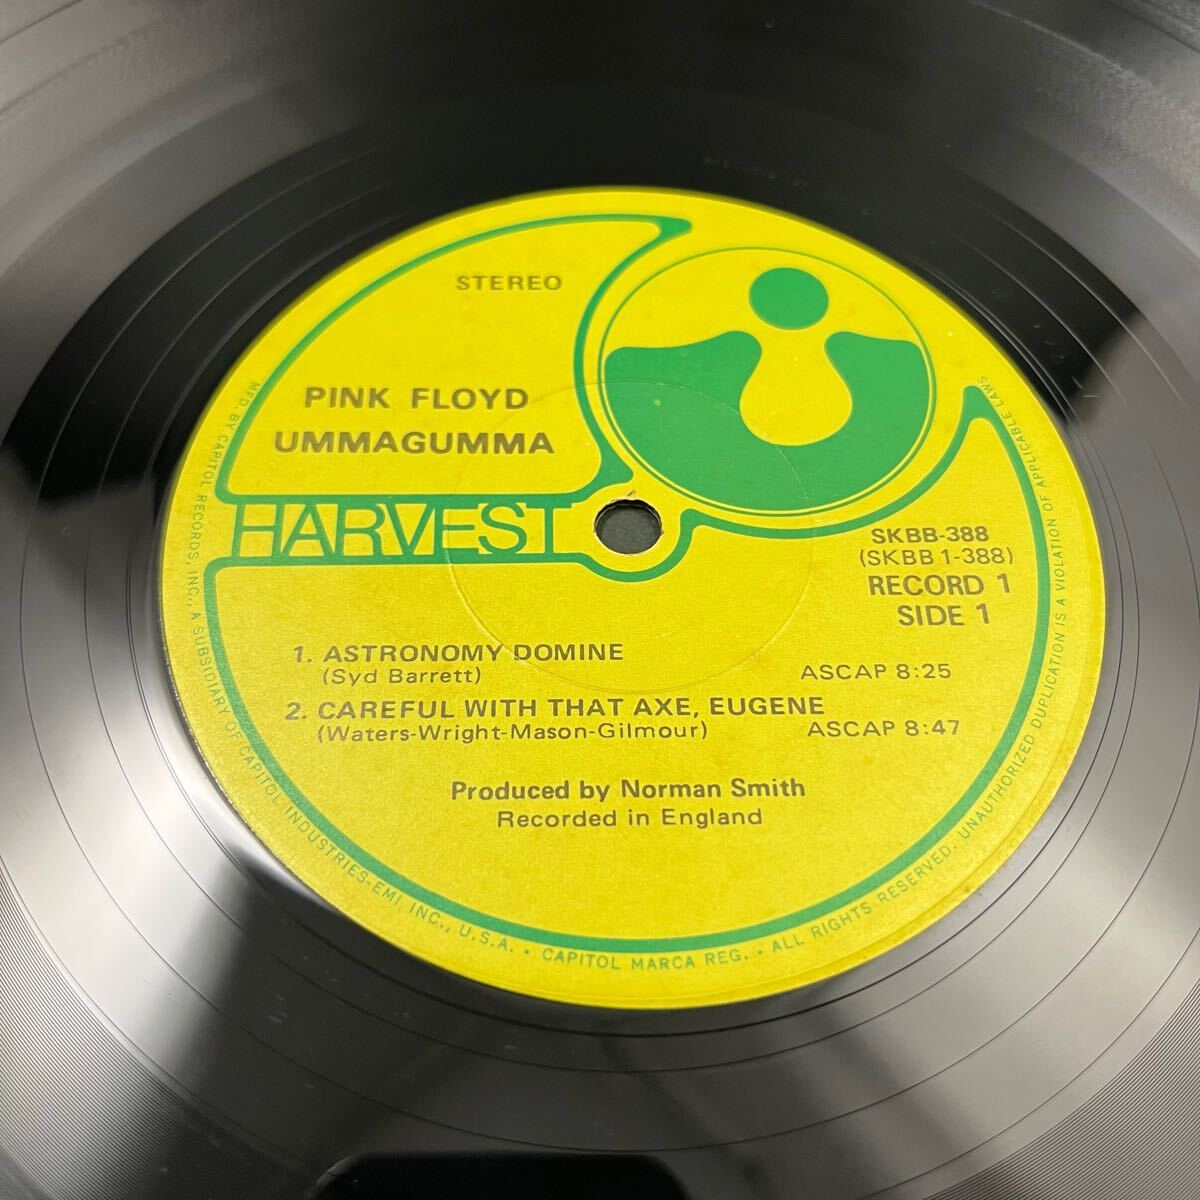 STEREO
PINK FLOYD
UMMAGUMMA
HARVEST
SKBB-388
(SKBB 1-388)
RECORD 1
SIDE 1
1. ASTRONOMY DOMINE
(Syd Barrett)
ASCAP 8:25
2. CAREFUL WITH THAT AXE, EUGENE
(Waters-Wright-Mason-Gilmour)
ASCAP 8:47
Produced by Norman Smith
Recorded in England
MFD. BY CAPITOL RECORDS, INC., A SUBSIDIARY OF CAPITOL INDUSTRIES-EMI, INC., U.S.A. • CAPITOL MARCA REG. • ALL RIGHTS RESERVED. UNAUTHORIZED DUPLICATION IS A VIOLATION OF APPLICABLE LAWS